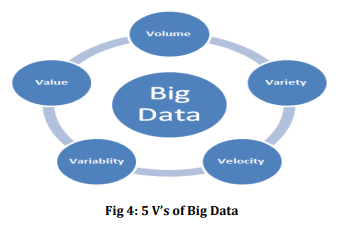 Volume
Value
Variety
Big
Data
Variablity
Velocity
Fig 4: 5 V's of Big Data